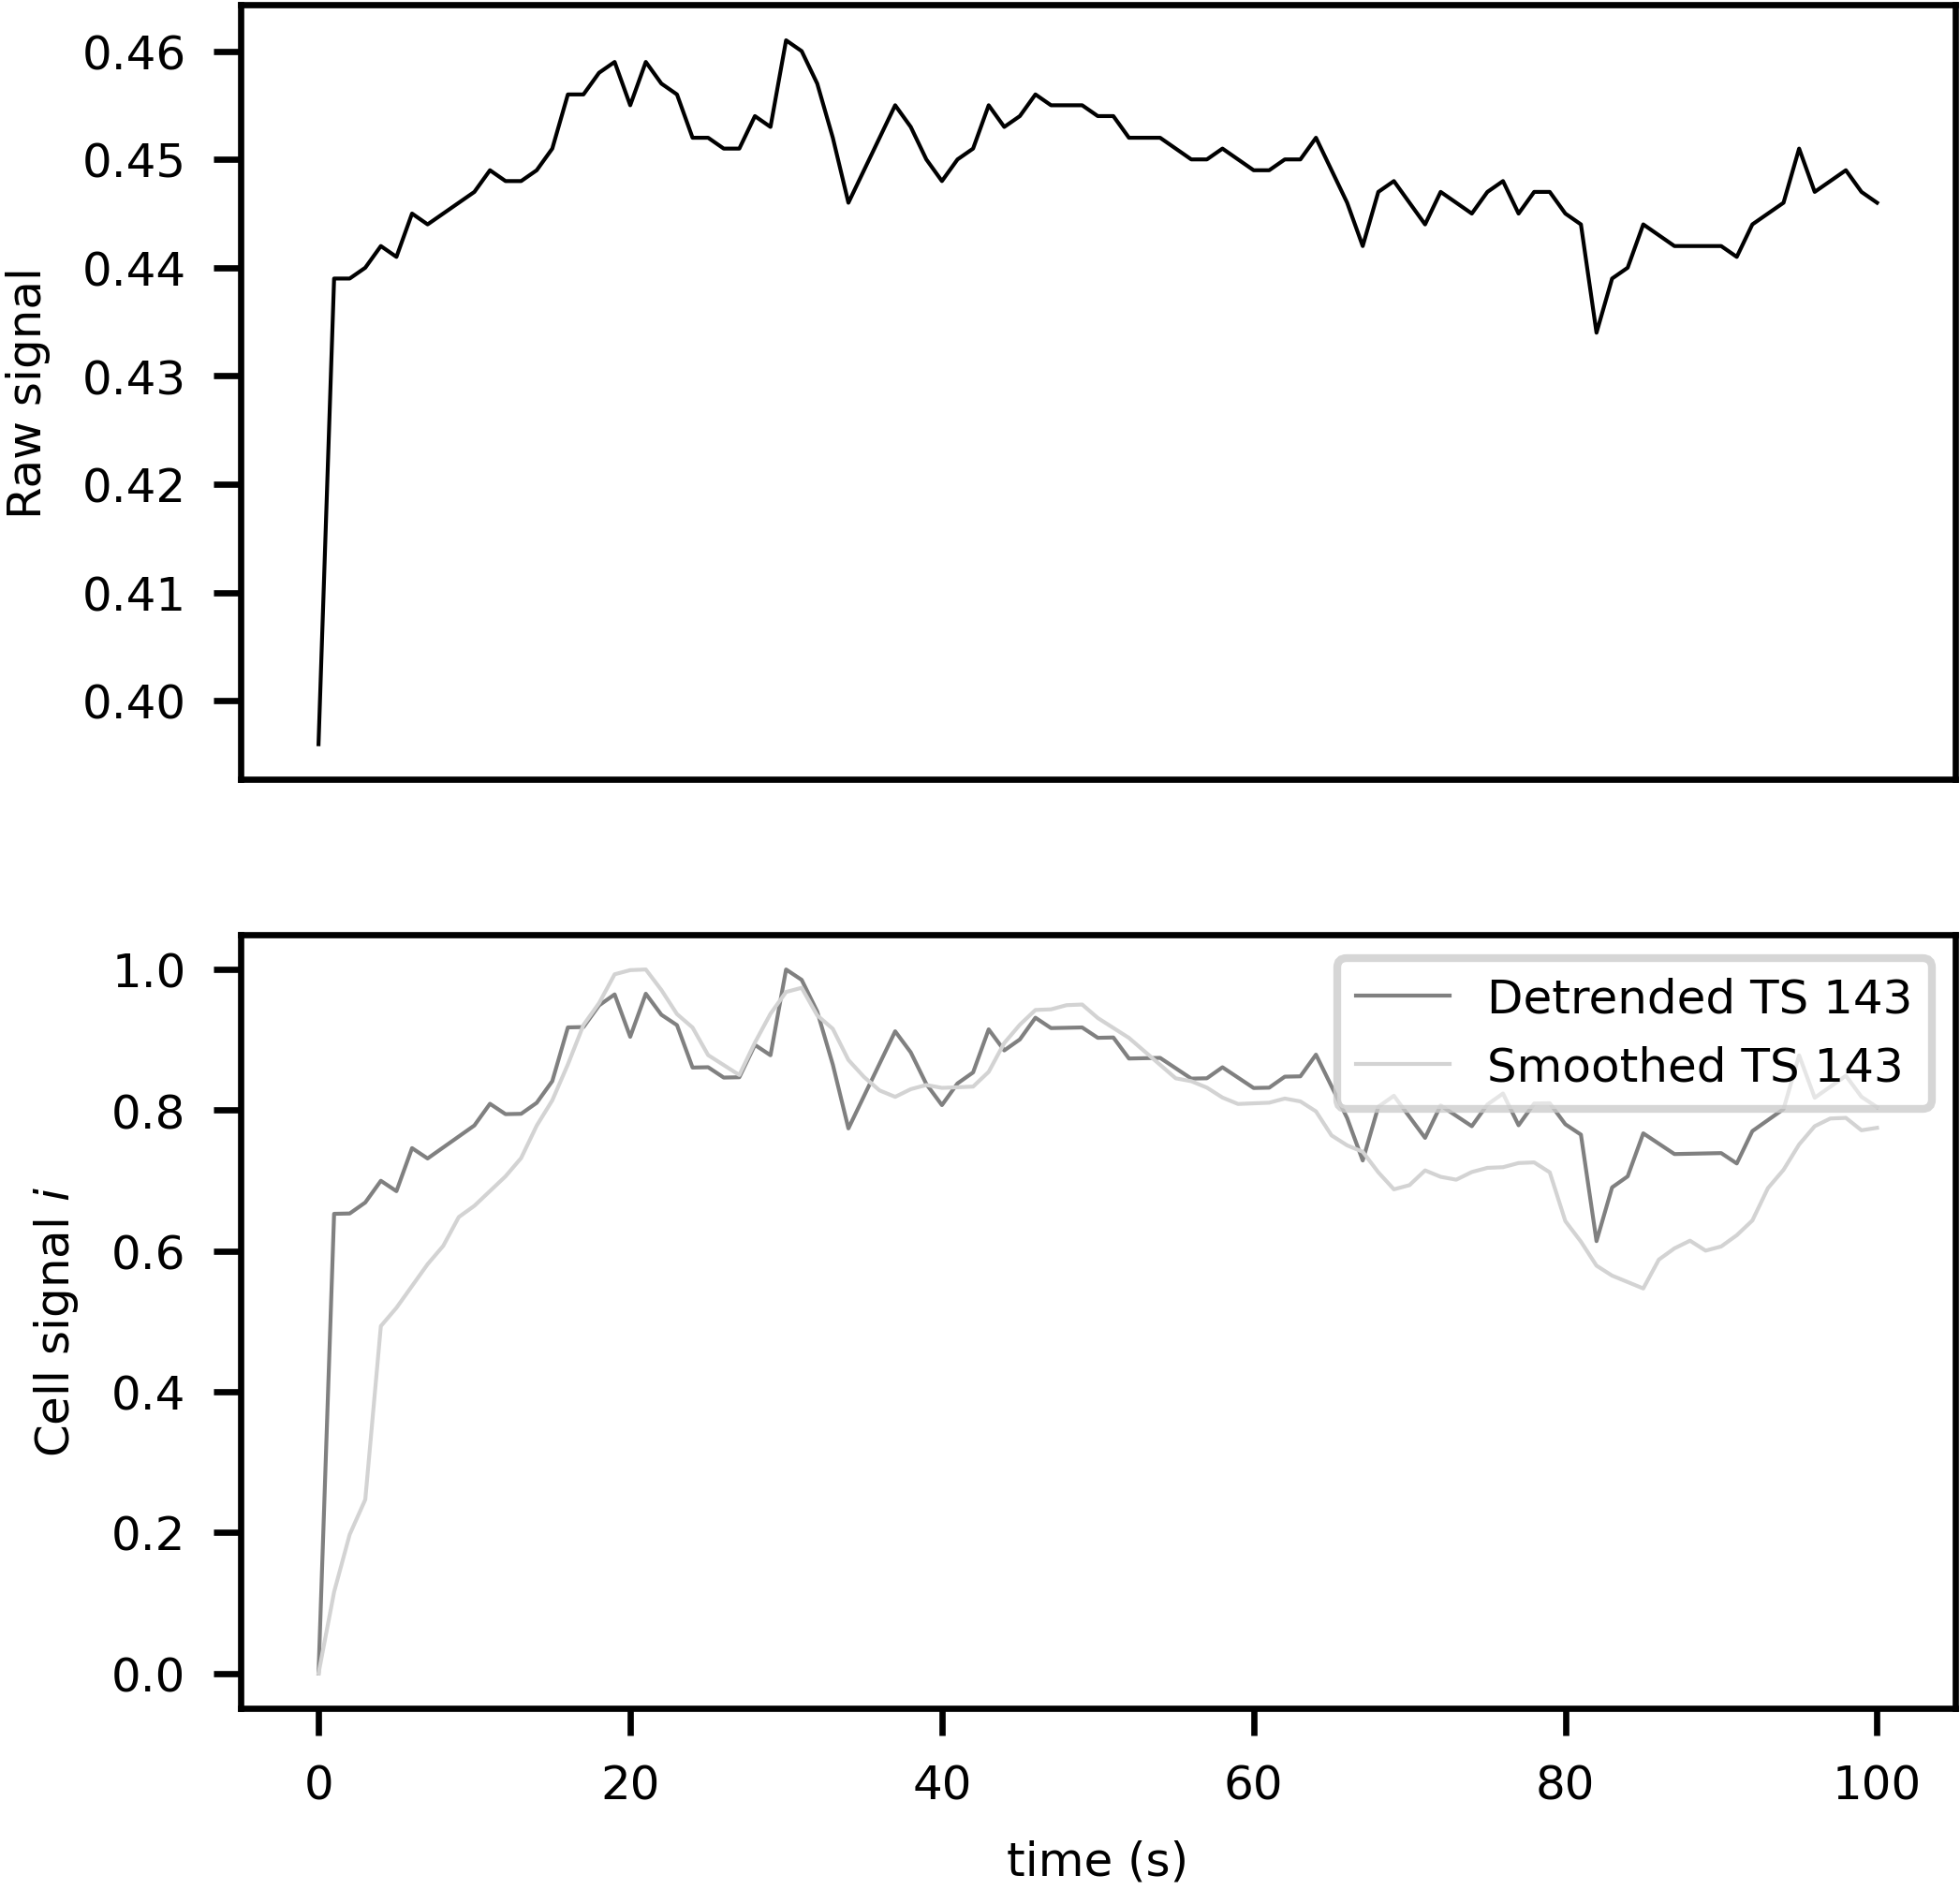 Raw signal
0.46
0.45
0.44
0.43
0.42
0.41
0.40
Cell signal i
1.0
0.8
0.6
0.4
0.2
0.0
Detrended TS 143
Smoothed TS 143
0 20 40 60 80 100
time (s)